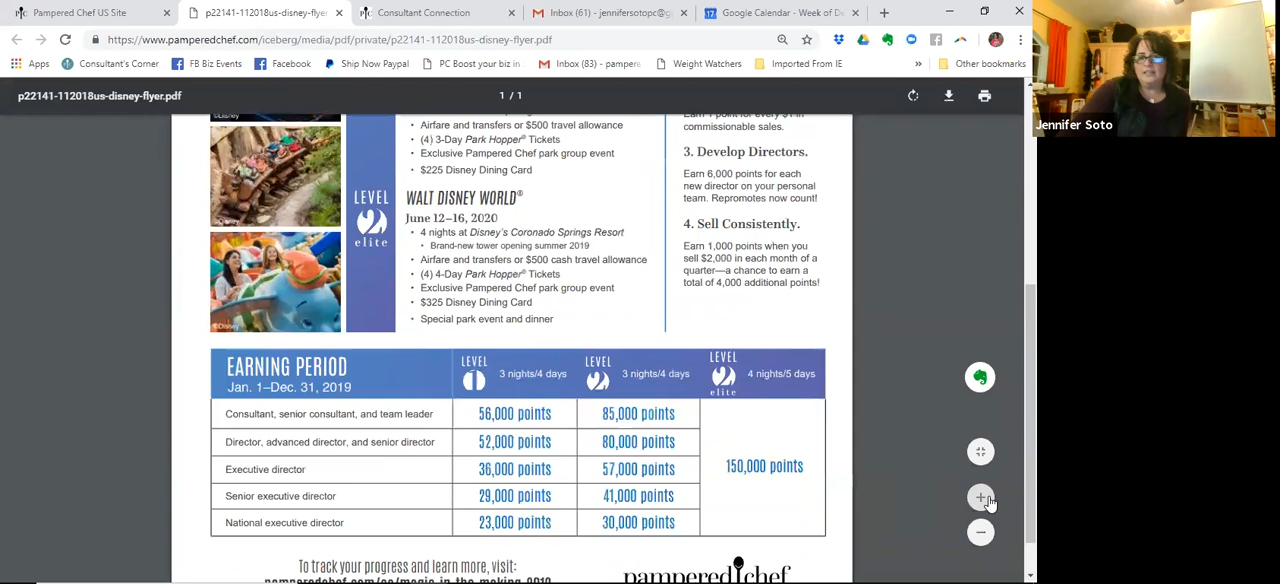 Pampered Chef US Site
p22141-112018us-disney-flyer
Consultant Connection
Inbox (61) - jennifersotopc@g
Google Calendar - Week of De
https://www.pamperedchef.com/iceberg/media/pdf/private/p22141-112018us-disney-flyer.pdf
Apps
Consultant's Corner
FB Biz Events
Facebook
Ship Now Paypal
PC Boost your biz in
Inbox (83) - pampere
Weight Watchers
Imported From IE
»
Other bookmarks
p22141-112018us-disney-flyer.pdf
1 / 1
Jennifer Soto
©Disney
©Disney
©Disney
LEVEL
2
elite
• Airfare and transfers or $500 travel allowance
• (4) 3-Day Park Hopper® Tickets
• Exclusive Pampered Chef park group event
• $225 Disney Dining Card
WALT DISNEY WORLD®
June 12–16, 2020
• 4 nights at Disney's Coronado Springs Resort
• Brand-new tower opening summer 2019
• Airfare and transfers or $500 cash travel allowance
• (4) 4-Day Park Hopper® Tickets
• Exclusive Pampered Chef park group event
• $325 Disney Dining Card
• Special park event and dinner
Earn 1 point for every $1 in
commissionable sales.
3. Develop Directors.
Earn 6,000 points for each
new director on your personal
team. Repromotes now count!
4. Sell Consistently.
Earn 1,000 points when you
sell $2,000 in each month of a
quarter—a chance to earn a
total of 4,000 additional points!
EARNING PERIOD
Jan. 1–Dec. 31, 2019
LEVEL 1 3 nights/4 days
LEVEL 2 3 nights/4 days
LEVEL 2 elite 4 nights/5 days
Consultant, senior consultant, and team leader 56,000 points 85,000 points
Director, advanced director, and senior director 52,000 points 80,000 points
Executive director 36,000 points 57,000 points
150,000 points
Senior executive director 29,000 points 41,000 points
National executive director 23,000 points 30,000 points
To track your progress and learn more, visit:
pamperedchef